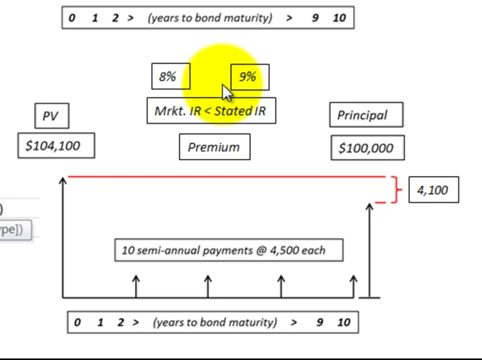 0 1 2 > (years to bond maturity) > 9 10
8% 9%
PV Mrkt. IR < Stated IR Principal
$104,100 Premium $100,000
4,100
)
ype])
10 semi-annual payments @ 4,500 each
0 1 2 > (years to bond maturity) > 9 10